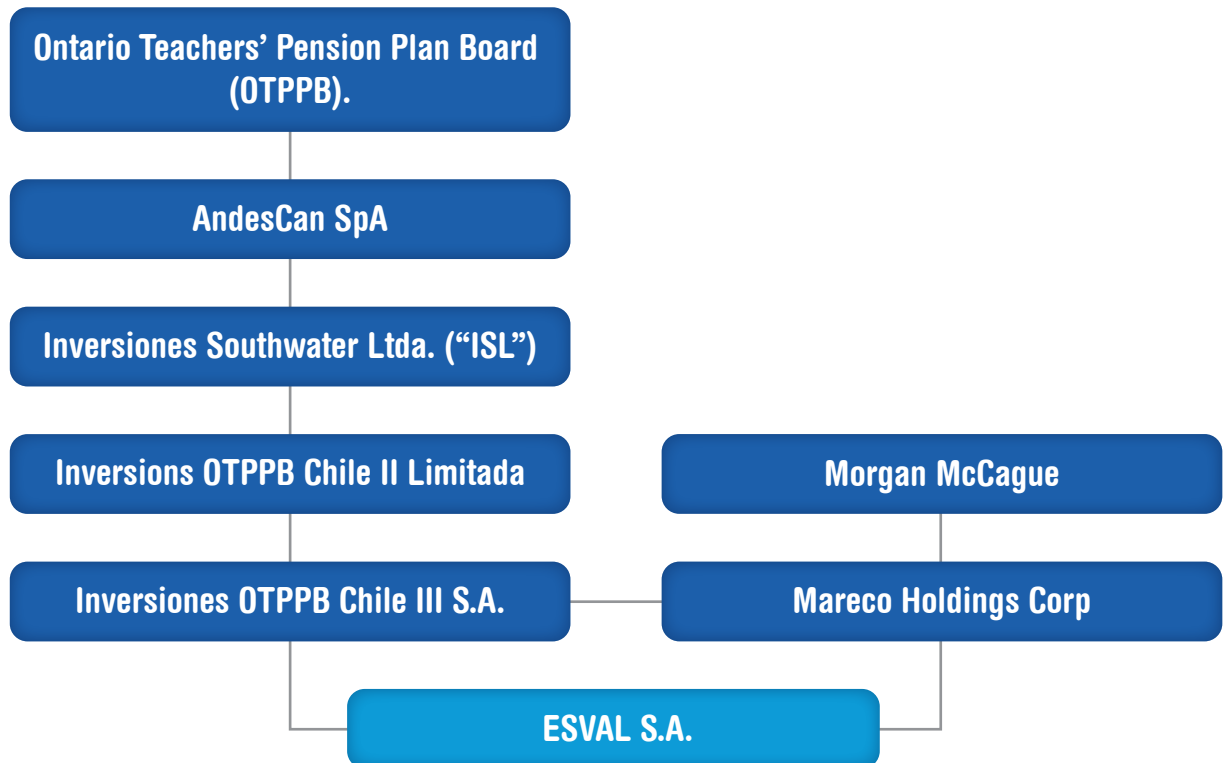 Ontario Teachers’ Pension Plan Board
(OTPPB).
AndesCan SpA
Inversiones Southwater Ltda. (“ISL”)
Inversions OTPPB Chile II Limitada
Morgan McCague
Inversiones OTPPB Chile III S.A.
Mareco Holdings Corp
ESVAL S.A.